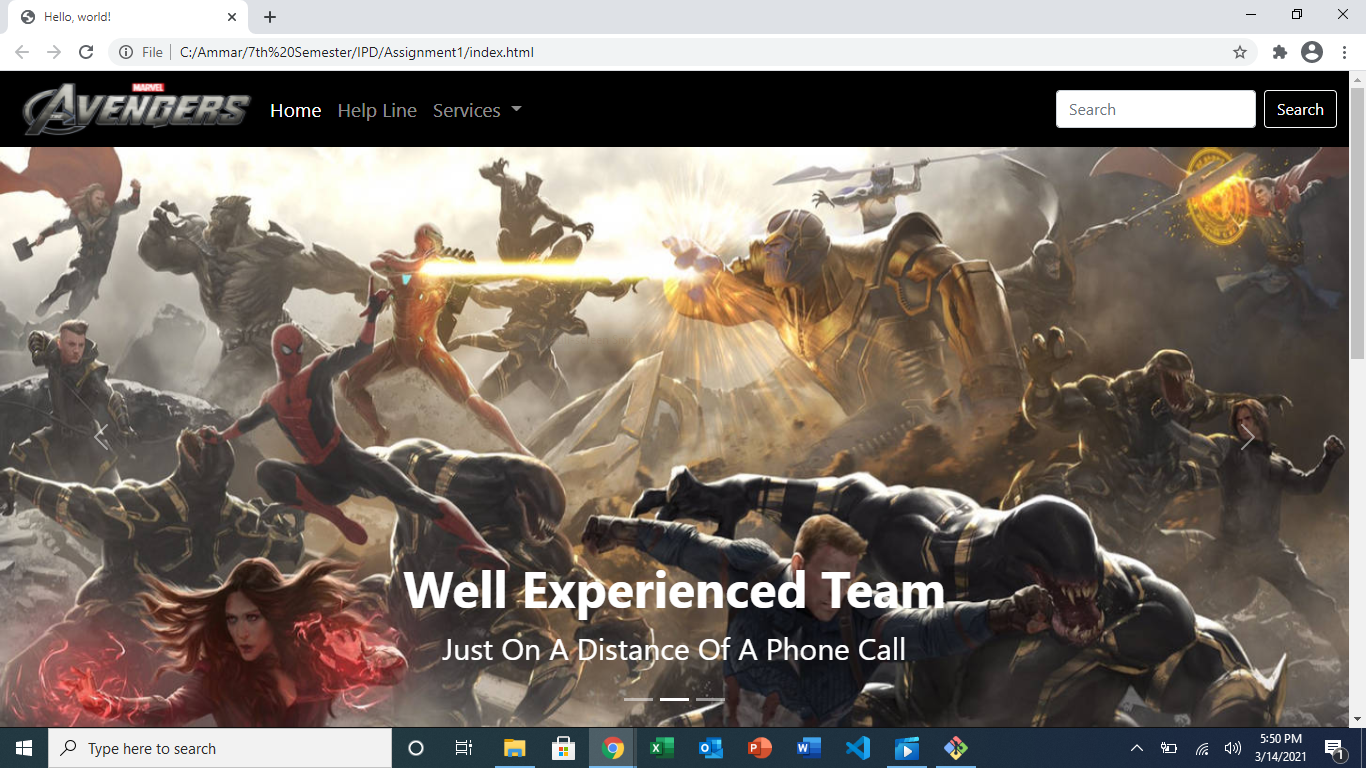 Hello, world!
File
C:/Ammar/7th%20Semester/IPD/Assignment1/index.html
MARVEL
AVENGERS
Home Help Line Services
Search
Search
Well Experienced Team
Just On A Distance Of A Phone Call
Type here to search
5:50 PM
3/14/2021
1